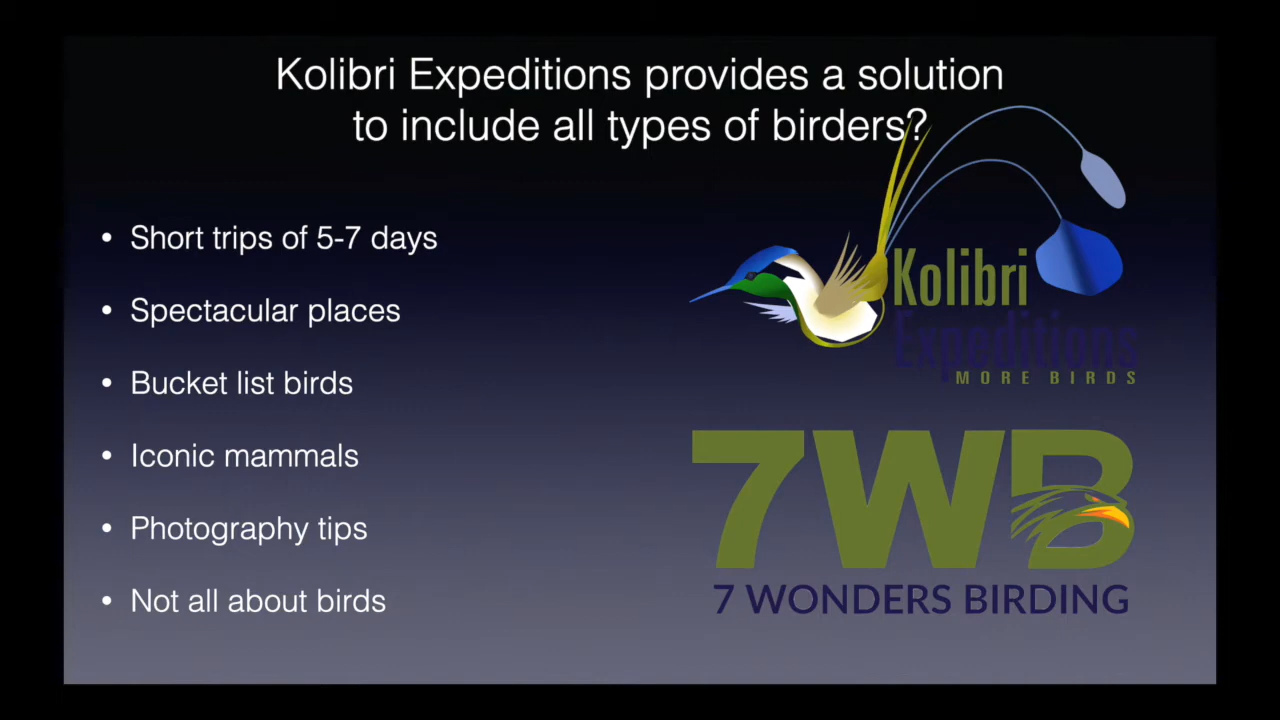 Kolibri Expeditions provides a solution
to include all types of birders?
• Short trips of 5-7 days
• Spectacular places
• Bucket list birds
• Iconic mammals
• Photography tips
• Not all about birds
Kolibri
Expeditions
MORE BIRDS
7WB
7 WONDERS BIRDING